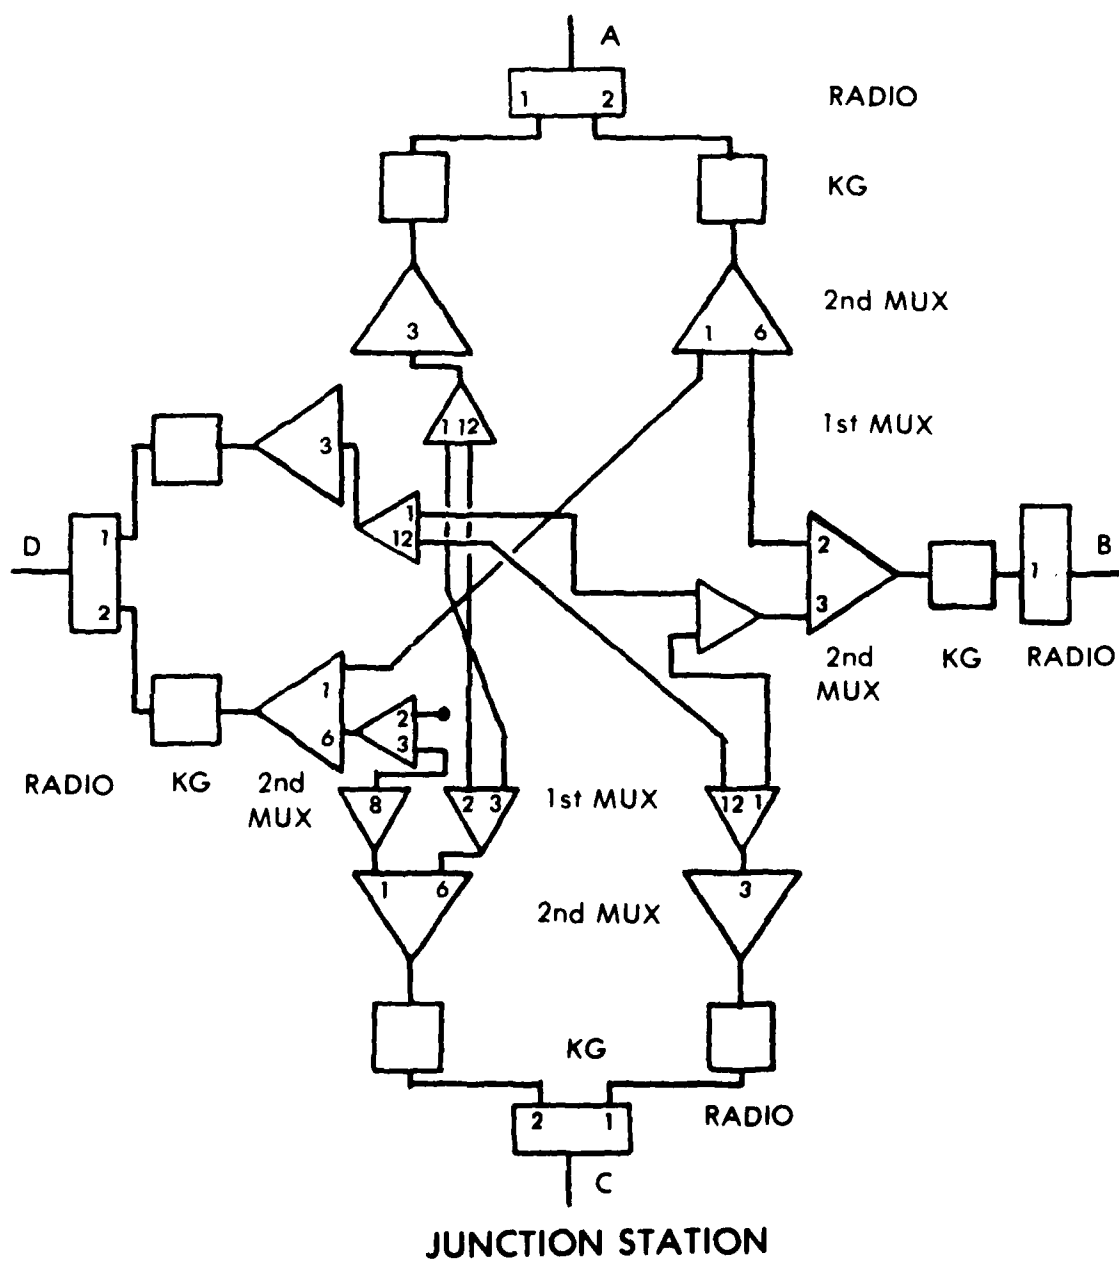 A
1 2
RADIO
KG
2nd MUX
3
1 6
1st MUX
1 12
3
1
12
D
1
2
2
3
1
B
2nd
MUX
KG
RADIO
1
6
2
3
RADIO
KG
2nd
MUX
8
2 3
1st MUX
12 1
1 6
2nd MUX
3
KG
RADIO
2 1
C
JUNCTION STATION